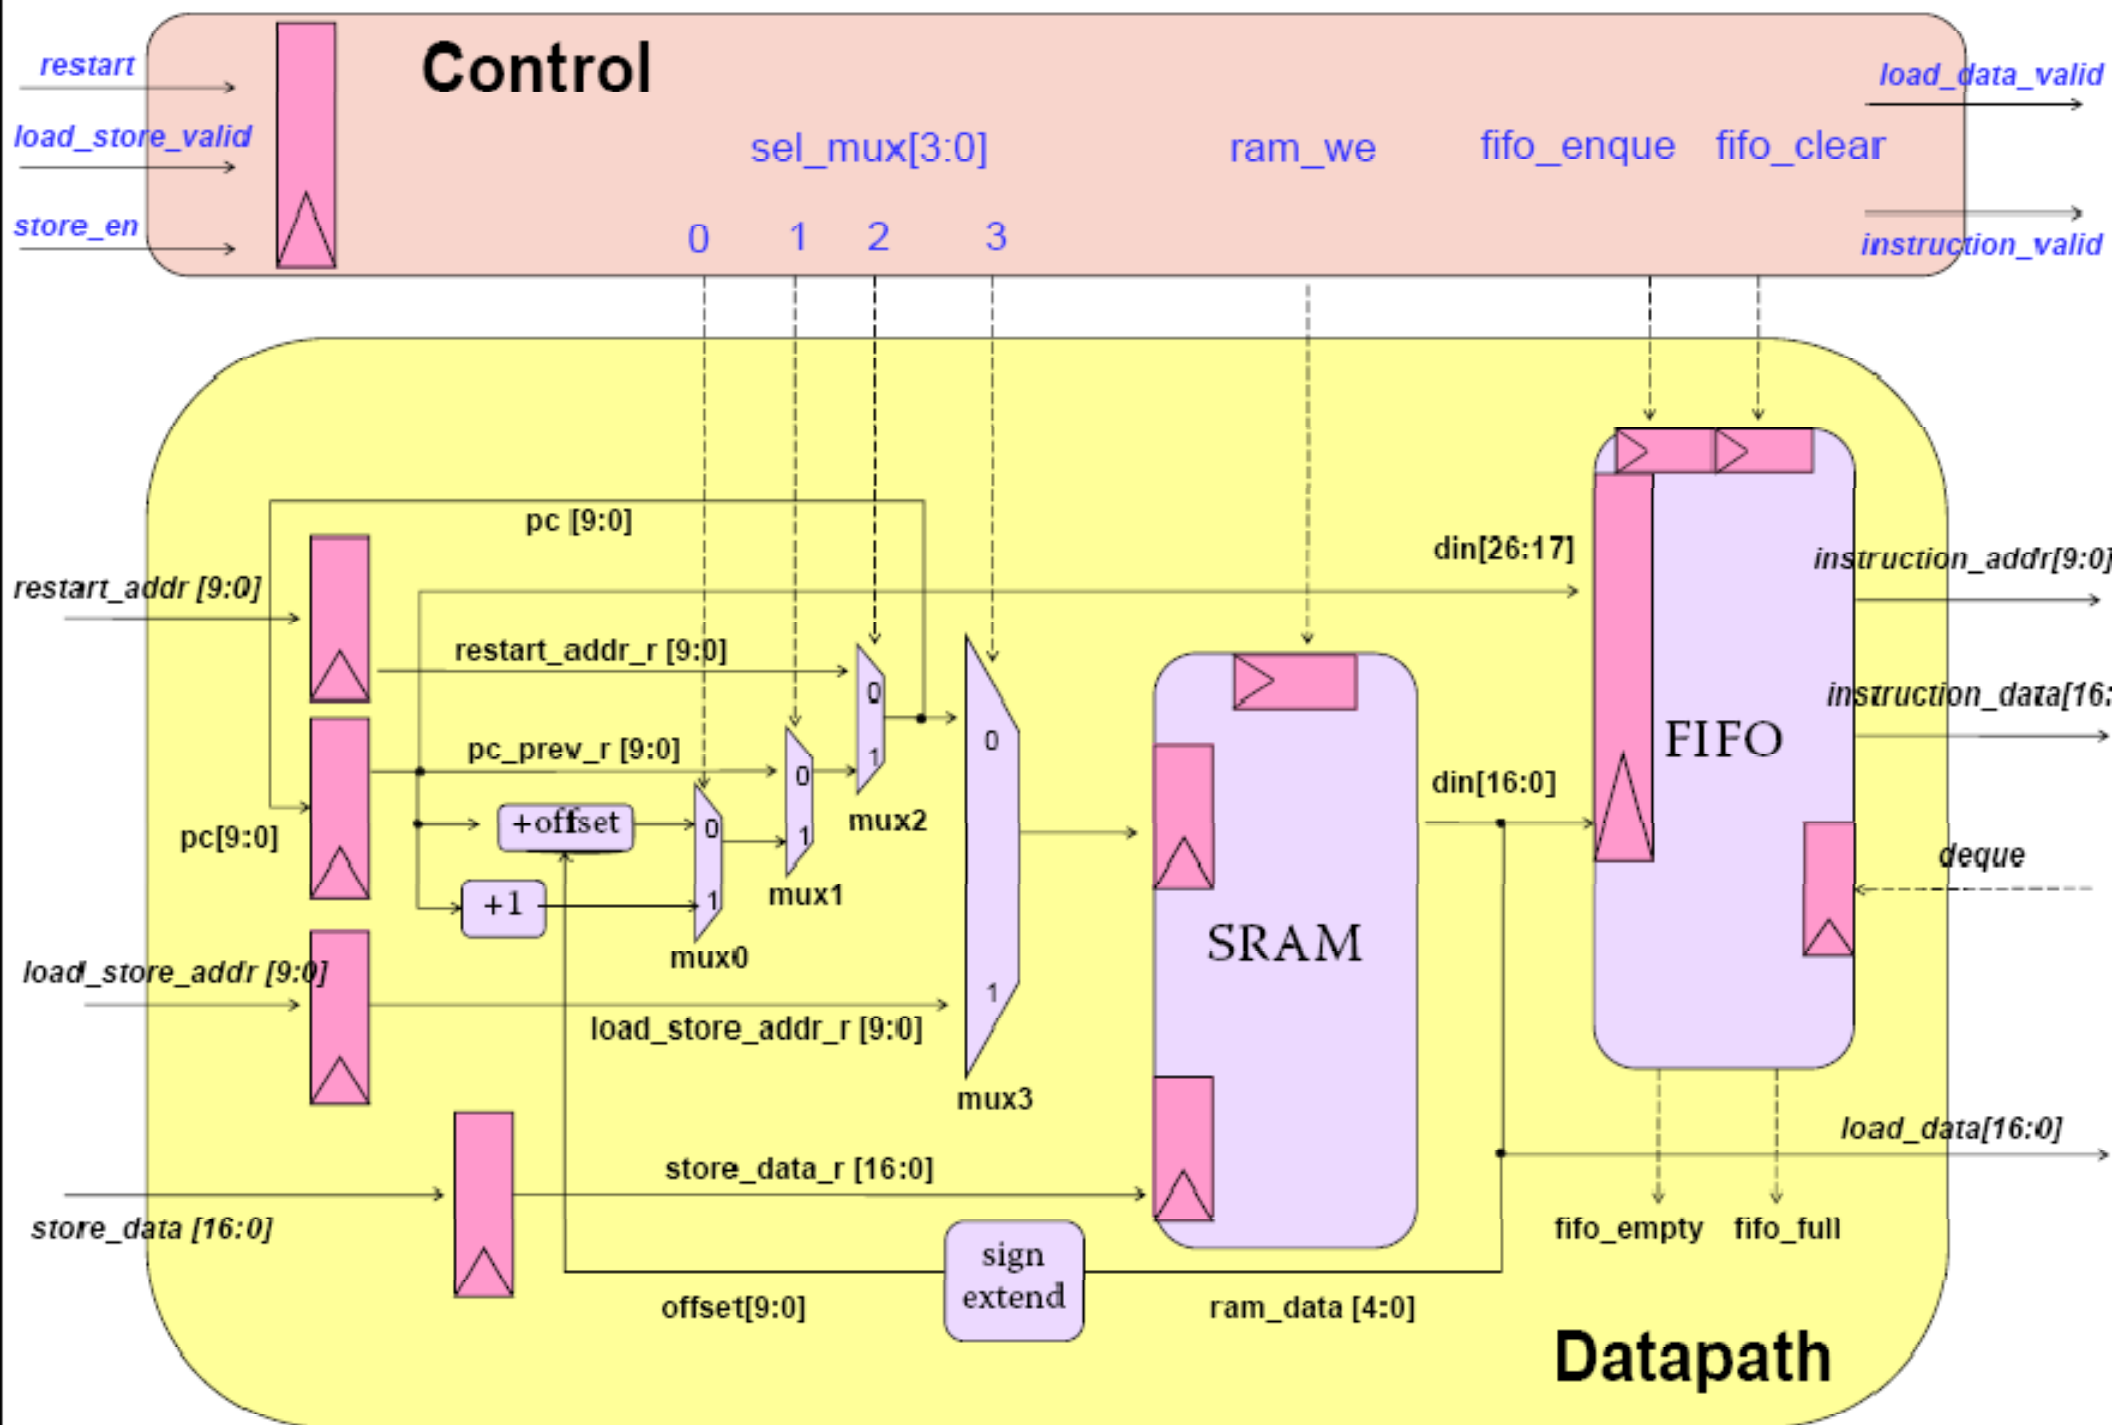 Control
restart
load_store_valid
store_en
sel_mux[3:0]
0 1 2 3
ram_we
fifo_enque
fifo_clear
load_data_valid
instruction_valid
pc [9:0]
restart_addr [9:0]
restart_addr_r [9:0]
pc_prev_r [9:0]
pc[9:0]
+offset
+1
0
1
mux0
0
1
mux1
0
1
mux2
0
1
mux3
load_store_addr [9:0]
load_store_addr_r [9:0]
store_data_r [16:0]
store_data [16:0]
offset[9:0]
sign
extend
ram_data [4:0]
SRAM
din[26:17]
din[16:0]
FIFO
instruction_addr[9:0]
instruction_data[16:
deque
load_data[16:0]
fifo_empty
fifo_full
Datapath